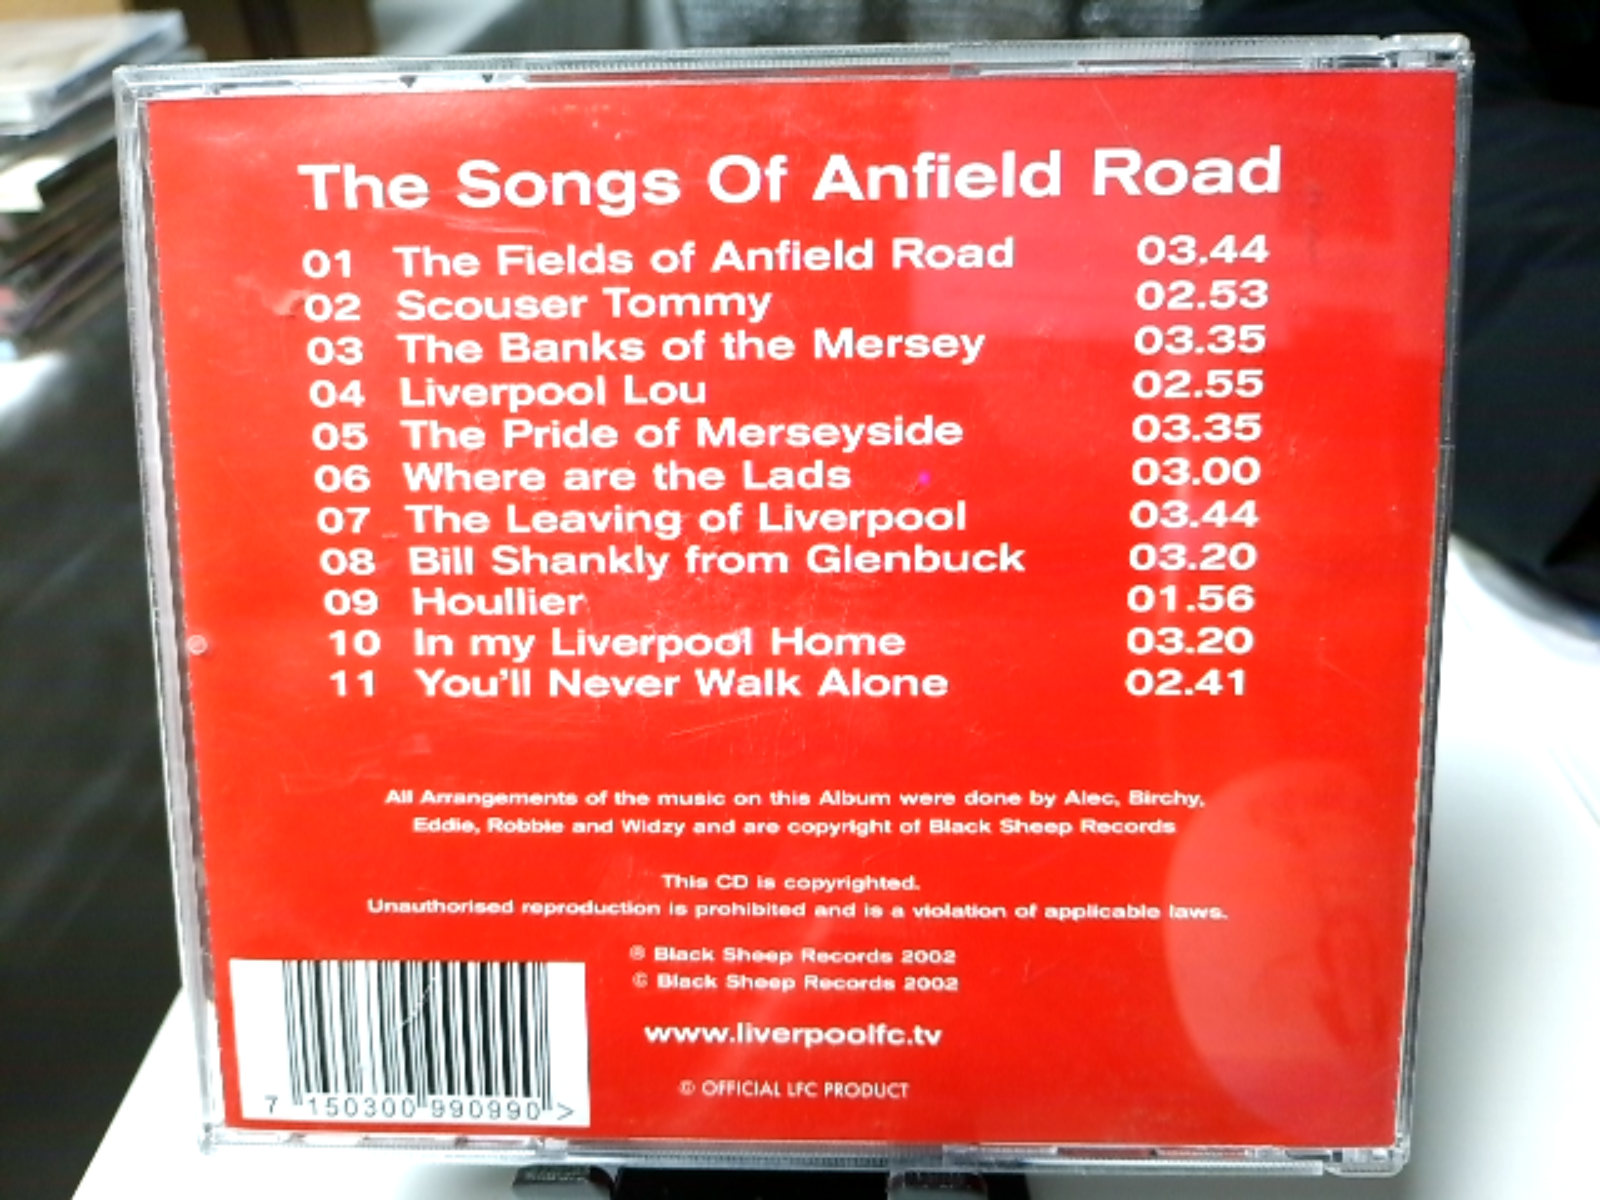 The Songs Of Anfield Road
01 The Fields of Anfield Road 03.44
02 Scouser Tommy 02.53
03 The Banks of the Mersey 03.35
04 Liverpool Lou 02.55
05 The Pride of Merseyside 03.35
06 Where are the Lads 03.00
07 The Leaving of Liverpool 03.44
08 Bill Shankly from Glenbuck 03.20
09 Houllier 01.56
10 In my Liverpool Home 03.20
11 You'll Never Walk Alone 02.41
All Arrangements of the music on this Album were done by Alec, Birchy,
Eddie, Robbie and Widzy and are copyright of Black Sheep Records
This CD is copyrighted.
Unauthorised reproduction is prohibited and is a violation of applicable laws.
℗ Black Sheep Records 2002
© Black Sheep Records 2002
www.liverpoolfc.tv
© OFFICIAL LFC PRODUCT
7 150300 990990 >